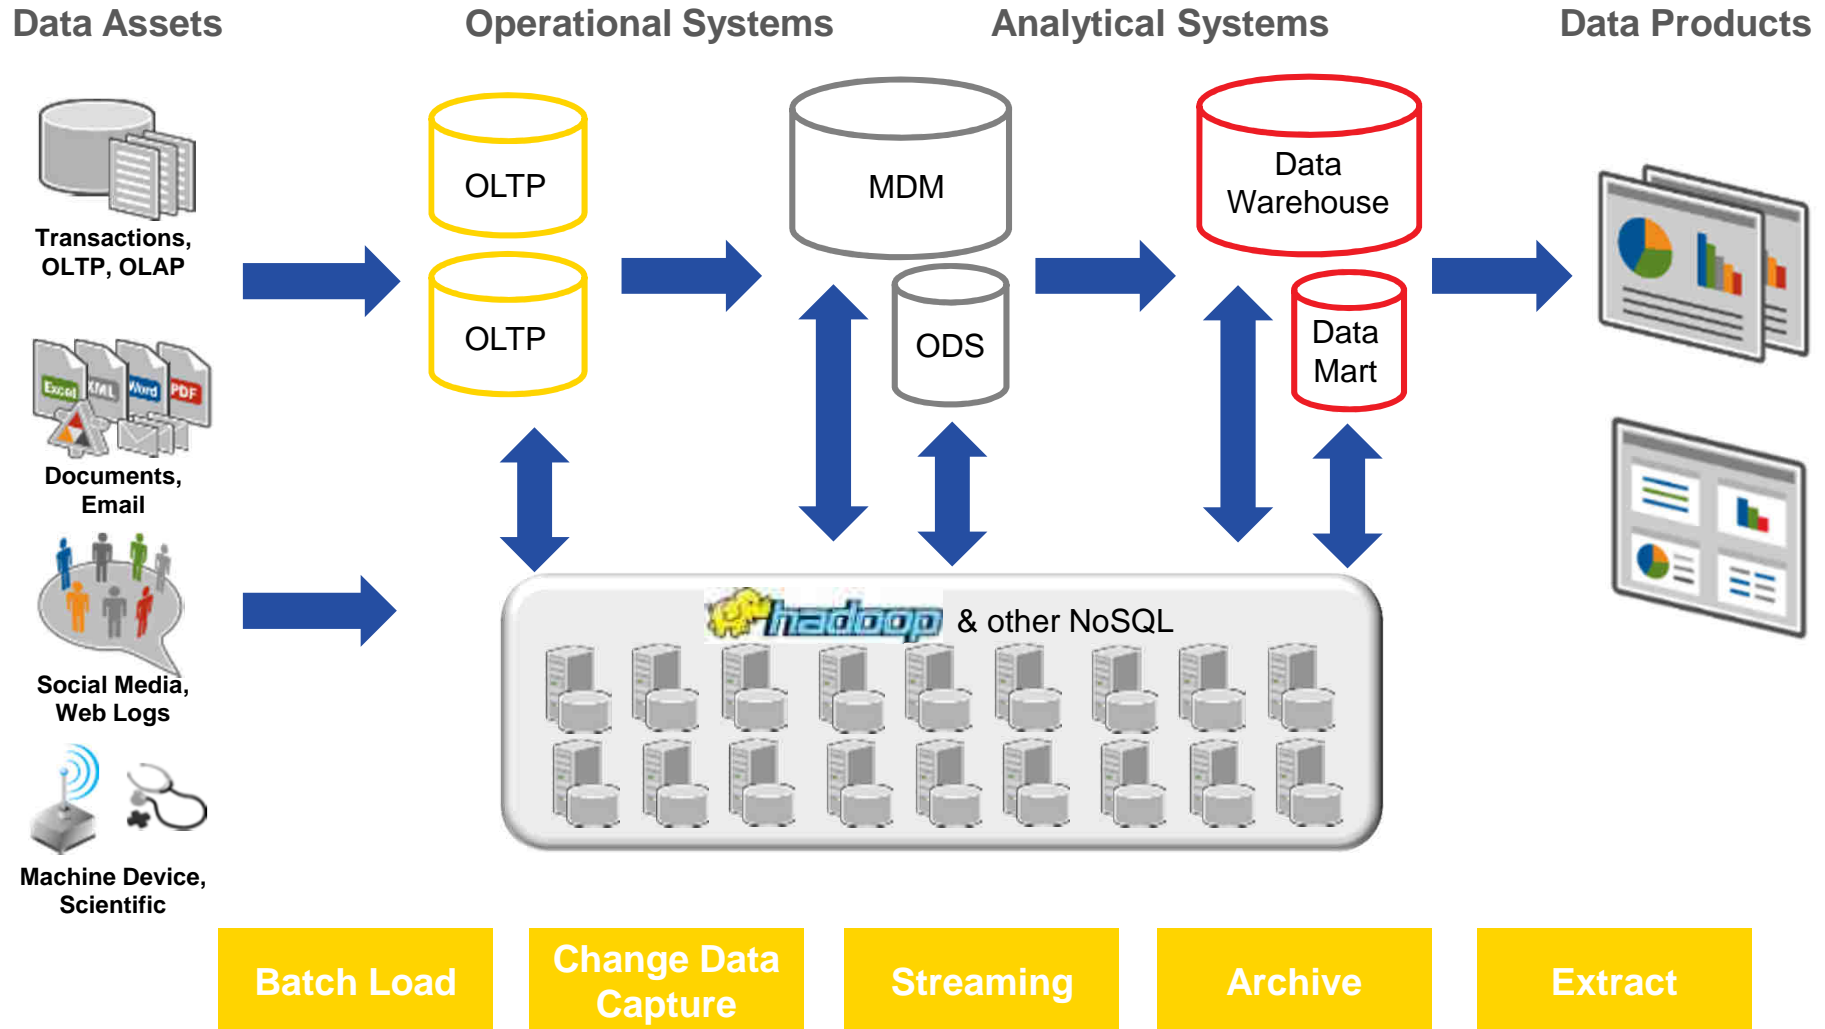 Data Assets
Operational Systems
Analytical Systems
Data Products
Transactions,
OLTP, OLAP
Excel
XML
Word
PDF
Documents,
Email
Social Media,
Web Logs
Machine Device,
Scientific
OLTP
OLTP
MDM
ODS
Data
Warehouse
Data
Mart
hadoop & other NoSQL
Batch Load
Change Data
Capture
Streaming
Archive
Extract